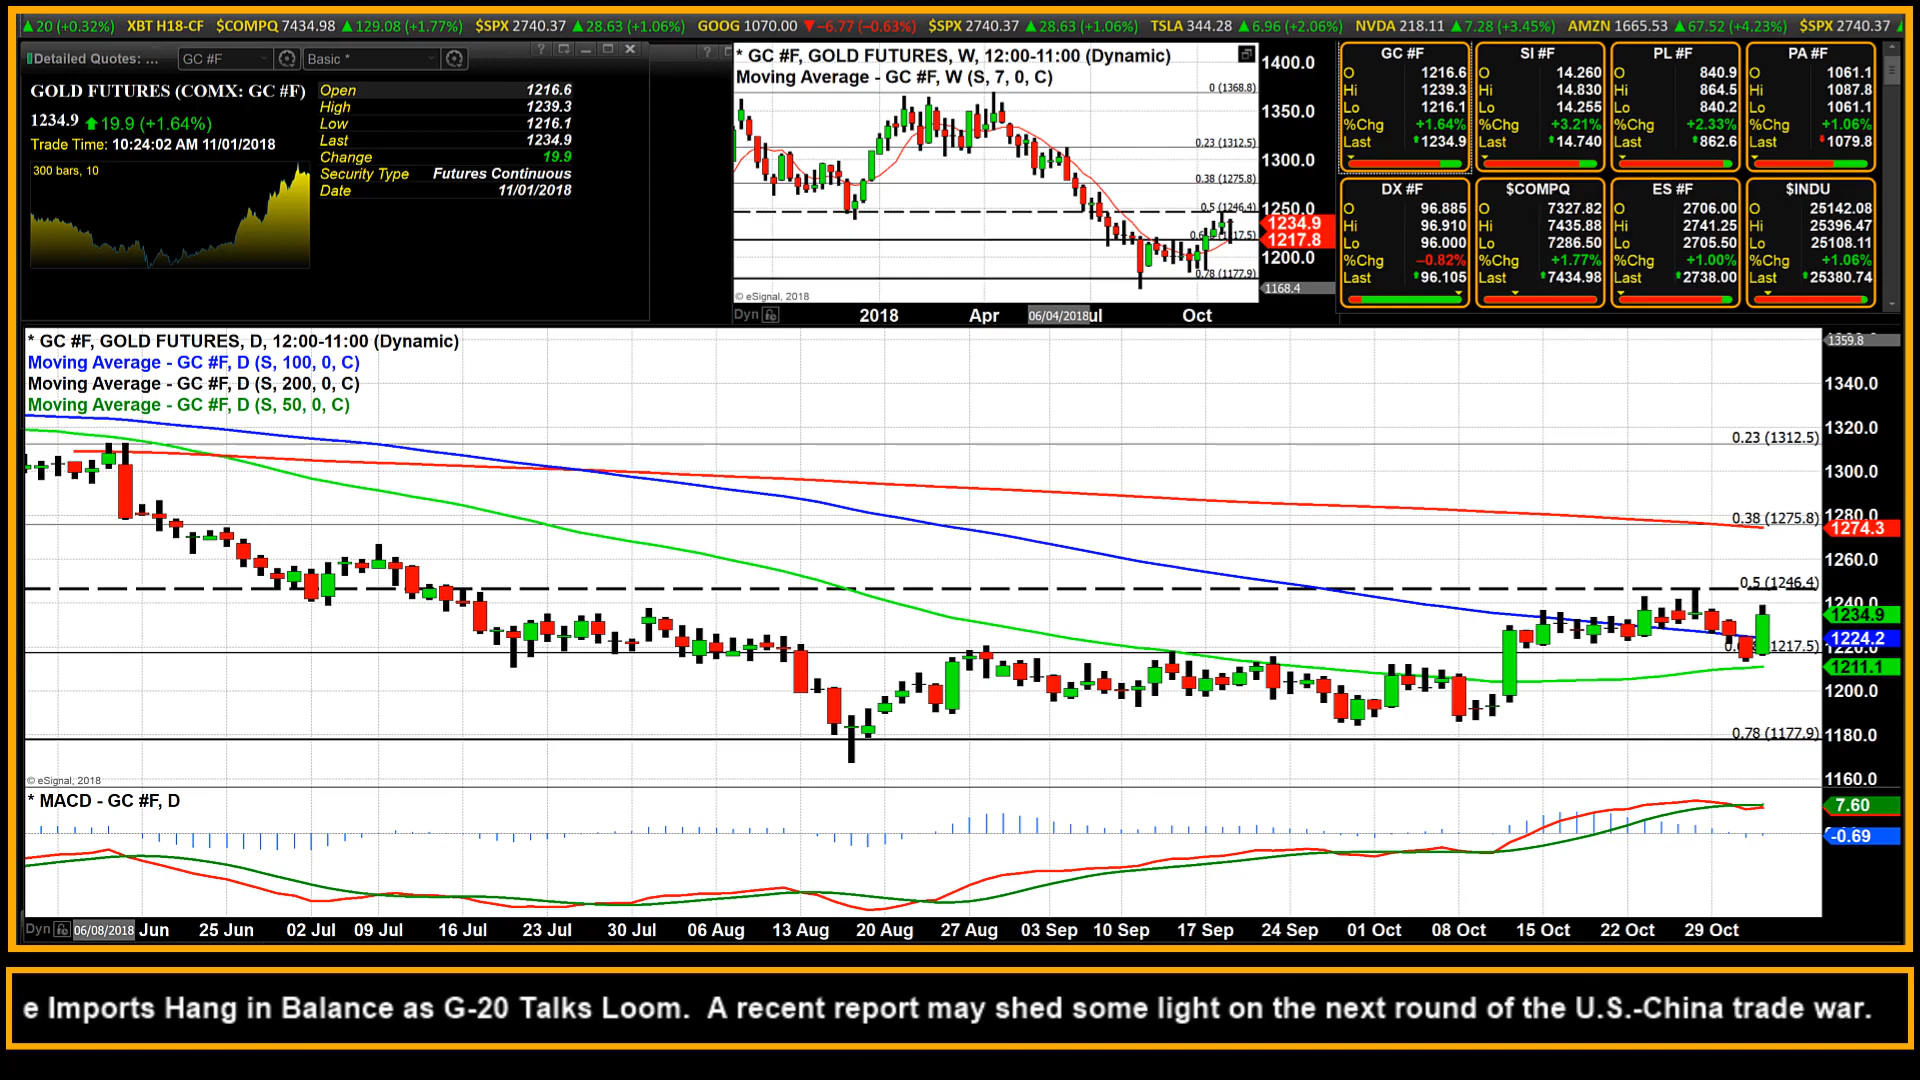 ▲20 (+0.32%) XBT H18-CF $COMPQ 7434.98 ▲129.08 (+1.77%) $SPX 2740.37 ▲28.63 (+1.06%) GOOG 1070.00 ▼−6.77 (−0.63%) $SPX 2740.37 ▲28.63 (+1.06%) TSLA 344.28 ▲6.96 (+2.06%) NVDA 218.11 ▲7.28 (+3.45%) AMZN 1665.53 ▲67.52 (+4.23%) $SPX 2740.37
Detailed Quotes: ... GC #F Basic *
GOLD FUTURES (COMX: GC #F)
1234.9 19.9 (+1.64%)
Trade Time: 10:24:02 AM 11/01/2018
300 bars, 10
Open 1216.6
High 1239.3
Low 1216.1
Last 1234.9
Change 19.9
Security Type Futures Continuous
Date 11/01/2018
* GC #F, GOLD FUTURES, W, 12:00-11:00 (Dynamic)
Moving Average - GC #F, W (S, 7, 0, C)
0 (1368.8)
0.23 (1312.5)
0.38 (1275.8)
0.5 (1246.4)
0.78 (1177.9)
1400.0
1350.0
1300.0
1250.0
1234.9
1217.8
1200.0
1168.4
© eSignal, 2018
Dyn 2018 Apr 06/04/2018 ul Oct
GC #F
O 1216.6
Hi 1239.3
Lo 1216.1
%Chg +1.64%
Last 1234.9
SI #F
O 14.260
Hi 14.830
Lo 14.255
%Chg +3.21%
Last 14.740
PL #F
O 840.9
Hi 864.5
Lo 840.2
%Chg +2.33%
Last 862.6
PA #F
O 1061.1
Hi 1087.8
Lo 1061.1
%Chg +1.06%
Last 1079.8
DX #F
O 96.885
Hi 96.910
Lo 96.000
%Chg −0.82%
Last 96.105
$COMPQ
O 7327.82
Hi 7435.88
Lo 7286.50
%Chg +1.77%
Last 7434.98
ES #F
O 2706.00
Hi 2741.25
Lo 2705.50
%Chg +1.00%
Last 2738.00
$INDU
O 25142.08
Hi 25396.47
Lo 25108.11
%Chg +1.06%
Last 25380.74
* GC #F, GOLD FUTURES, D, 12:00-11:00 (Dynamic)
Moving Average - GC #F, D (S, 100, 0, C)
Moving Average - GC #F, D (S, 200, 0, C)
Moving Average - GC #F, D (S, 50, 0, C)
0.23 (1312.5)
0.38 (1275.8)
0.5 (1246.4)
1217.5)
0.78 (1177.9)
1359.8
1340.0
1320.0
1300.0
1280.0
1274.3
1260.0
1240.0
1234.9
1224.2
1220.0
1211.1
1200.0
1180.0
1160.0
© eSignal, 2018
* MACD - GC #F, D
7.60
-0.69
Dyn 06/08/2018 Jun 25 Jun 02 Jul 09 Jul 16 Jul 23 Jul 30 Jul 06 Aug 13 Aug 20 Aug 27 Aug 03 Sep 10 Sep 17 Sep 24 Sep 01 Oct 08 Oct 15 Oct 22 Oct 29 Oct
e Imports Hang in Balance as G-20 Talks Loom. A recent report may shed some light on the next round of the U.S.-China trade war.